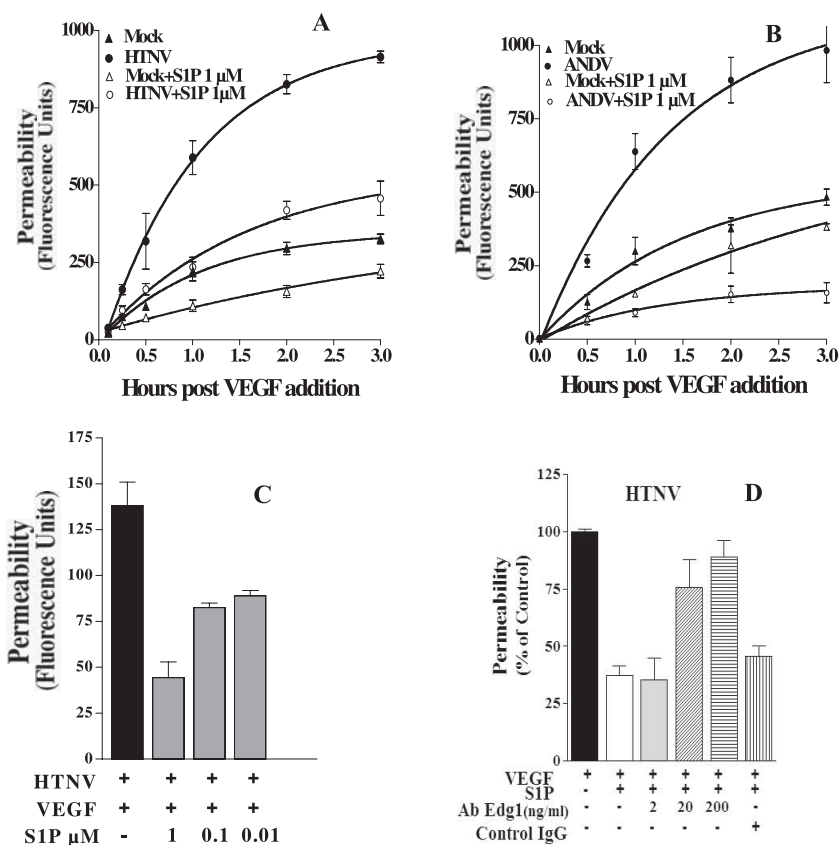 A
Mock
HTNV
Mock+S1P 1 μM
HTNV+S1P 1μM
1000
750
500
250
0
0.0 0.5 1.0 1.5 2.0 2.5 3.0
Permeability
(Fluorescence Units)
Hours post VEGF addition
B
Mock
ANDV
Mock+S1P 1 μM
ANDV+S1P 1 μM
1000
750
500
250
0
0.0 0.5 1.0 1.5 2.0 2.5 3.0
Permeability
(Fluorescence Units)
Hours post VEGF addition
C
175
150
125
100
75
50
25
0
Permeability
(Fluorescence Units)
HTNV + + + +
VEGF + + + +
S1P μM - 1 0.1 0.01
HTNV D
125
100
75
50
25
0
Permeability
(% of Control)
VEGF + + + + + +
S1P - + + + + +
Ab Edg1(ng/ml) - - 2 20 200 -
Control IgG +